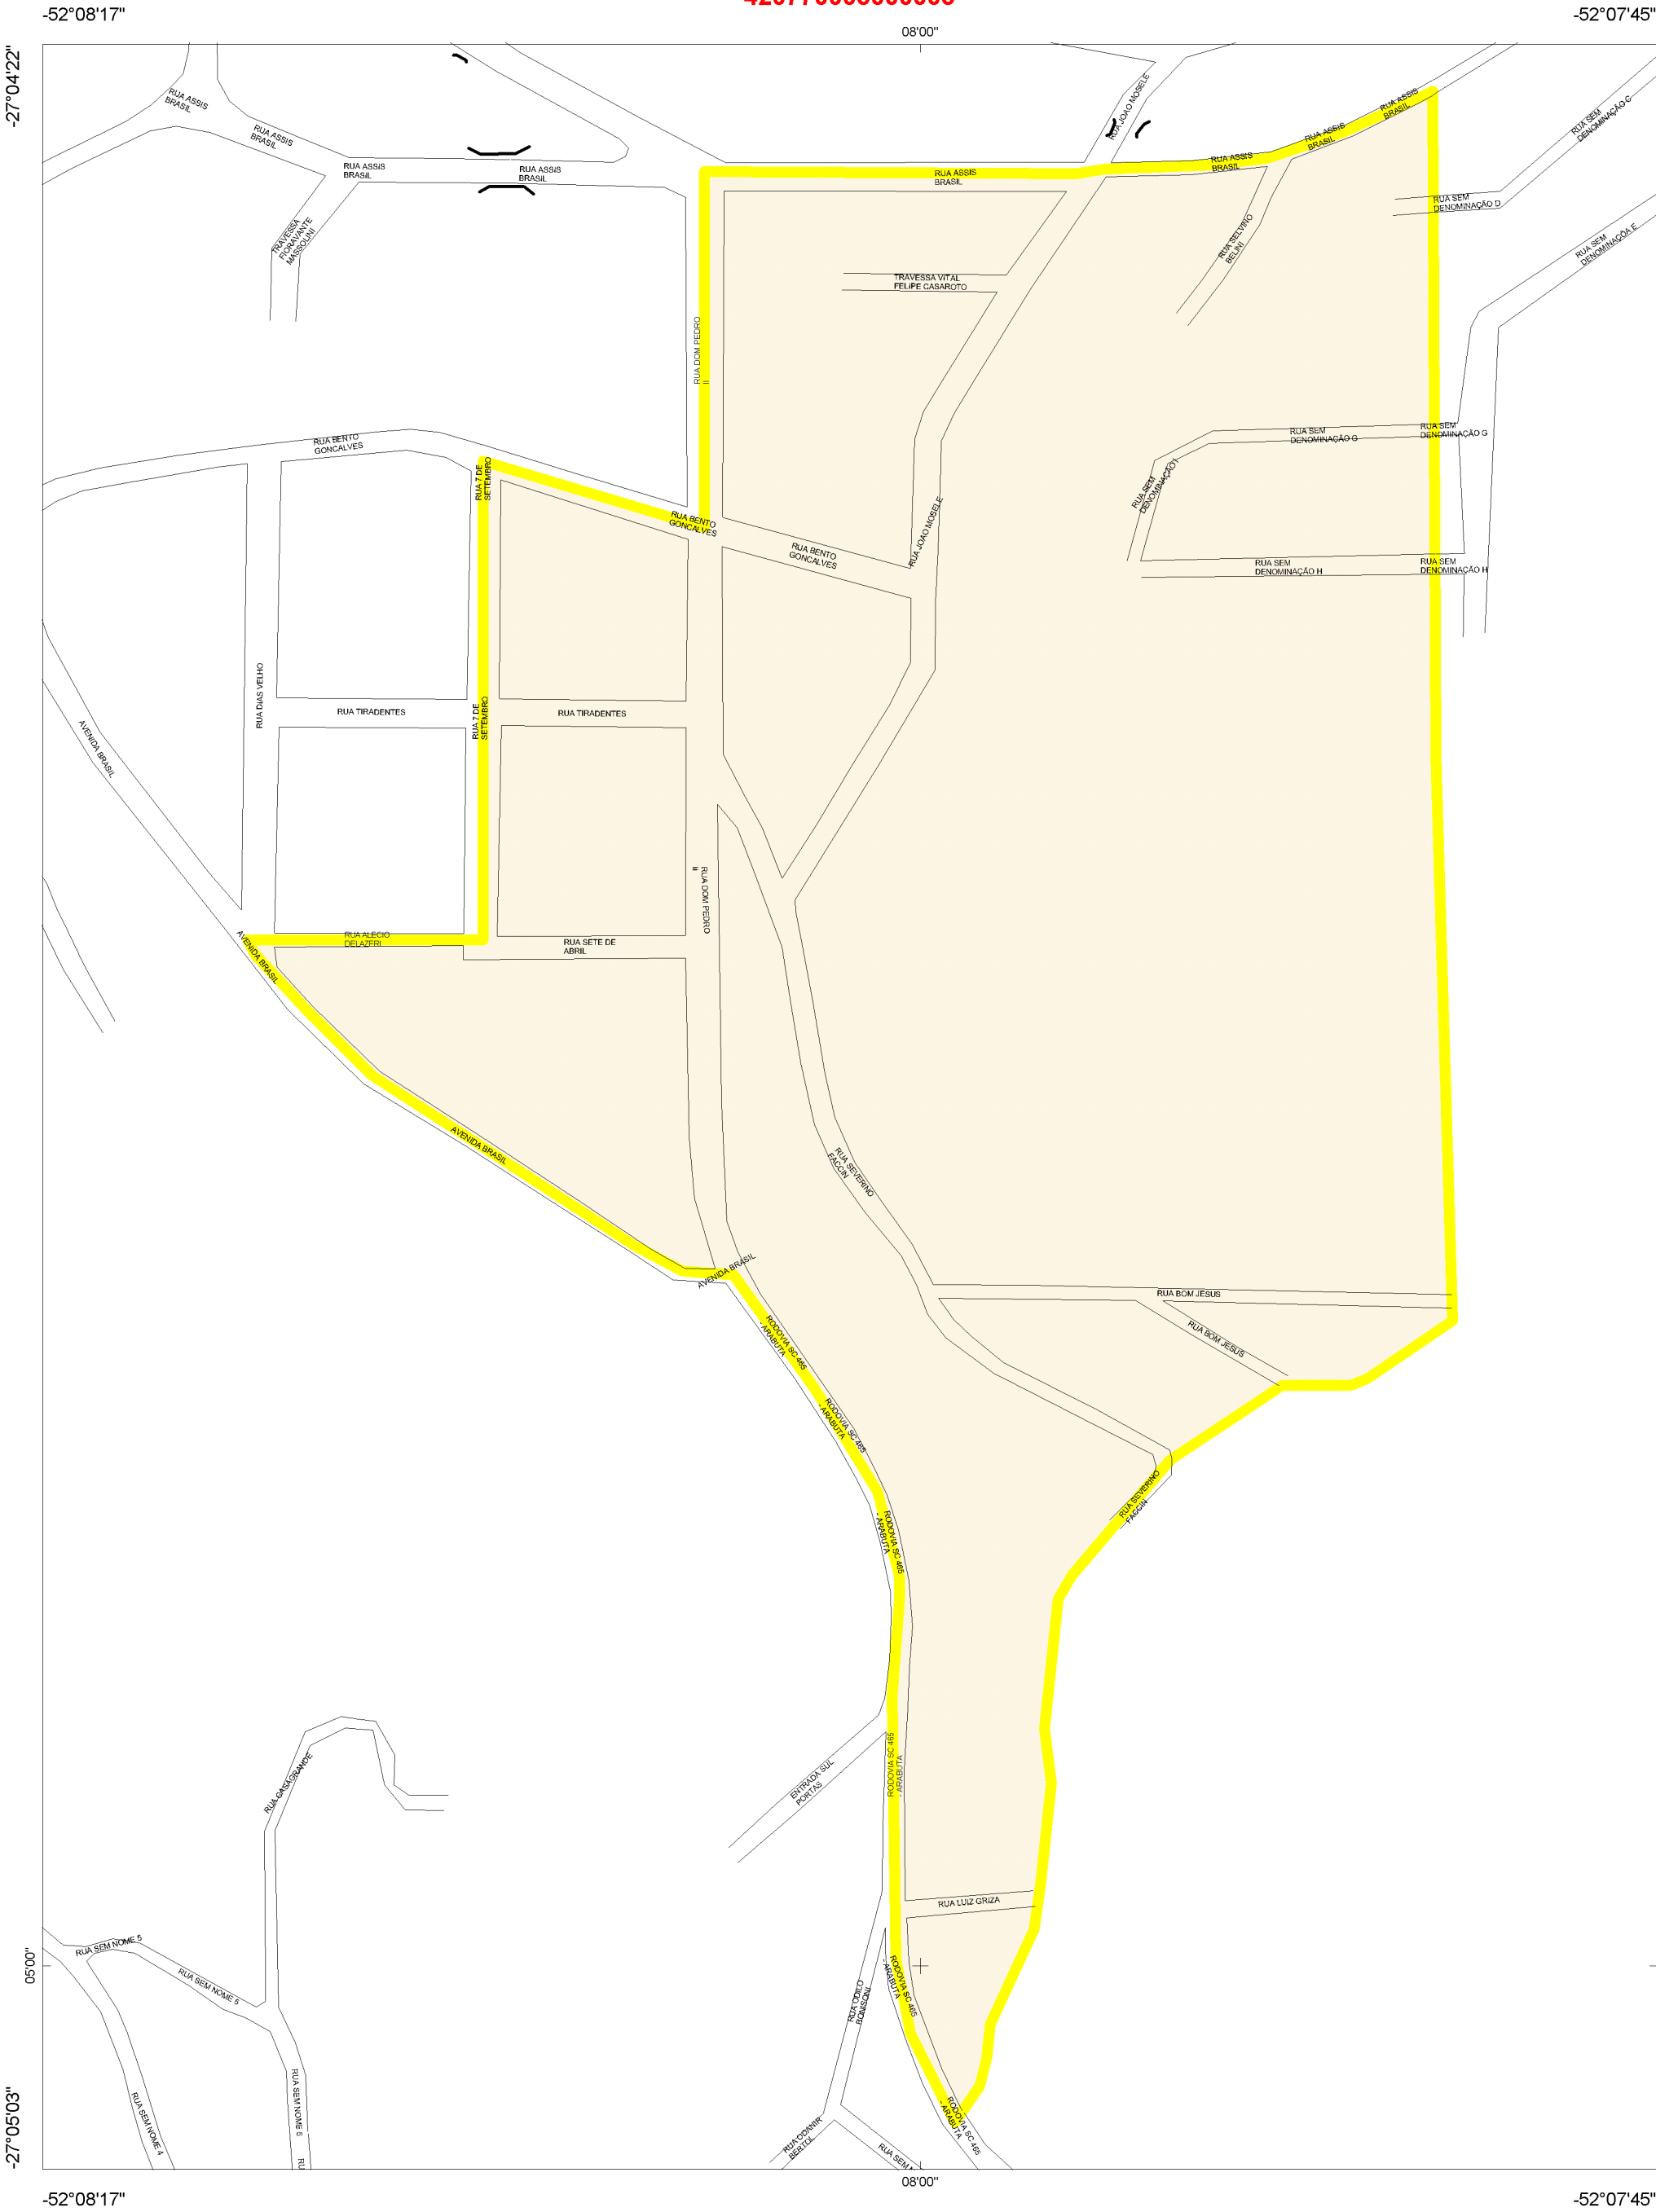 -52°08'17"
-52°07'45"
08'00"
-27°04'22"
RUA ASSIS
BRASIL
RUA ASSIS
BRASIL
RUA ASSIS
BRASIL
RUA ASSIS
BRASIL
RUA JOAO MOSELE
RUA ASSIS
BRASIL
RUA ASSIS
BRASIL
RUA ASSIS
BRASIL
RUA ASSIS
BRASIL
RUA SEM
DENOMINAÇÃO C
RUA SEM
DENOMINAÇÃO D
RUA SEM
DENOMINAÇÃO E
TRAVESSA
FIORAVANTE
MASSOLINI
RUA SELVINO
BELINI
TRAVESSA VITAL
FELIPE CASAROTO
RUA DOM PEDRO
II
RUA BENTO
GONCALVES
RUA SEM
DENOMINAÇÃO G
RUA SEM
DENOMINAÇÃO G
RUA 7 DE
SETEMBRO
RUA SEM
DENOMINAÇÃO I
RUA BENTO
GONCALVES
RUA BENTO
GONCALVES
RUA JOAO MOSELE
RUA SEM
DENOMINAÇÃO H
RUA SEM
DENOMINAÇÃO H
RUA DIAS VELHO
RUA TIRADENTES
RUA 7 DE
SETEMBRO
RUA TIRADENTES
AVENIDA BRASIL
RUA DOM PEDRO
II
RUA ALECIO
DELAZERI
RUA SETE DE
ABRIL
AVENIDA BRASIL
AVENIDA BRASIL
RUA SEVERINO
FACCIN
AVENIDA BRASIL
RUA BOM JESUS
RUA BOM JESUS
RODOVIA SC 465
- ARABUTA
RODOVIA SC 465
- ARABUTA
RUA SEVERINO
FACCIN
RODOVIA SC 465
- ARABUTA
RUA CASAGRANDE
ENTRADA SUL
PORTAS
RODOVIA SC 465
- ARABUTA
RUA LUIZ GRIZA
RUA SEM NOME 5
RUA SEM NOME 5
05'00"
RUA ODILO
BONISONI
RODOVIA SC 465
- ARABUTA
RUA SEM NOME 4
RUA SEM NOME 5
RU
RUA ODANIR
BERTOL
RUA SEM
RODOVIA SC 465
- ARABUTA
-27°05'03"
08'00"
-52°08'17"
-52°07'45"